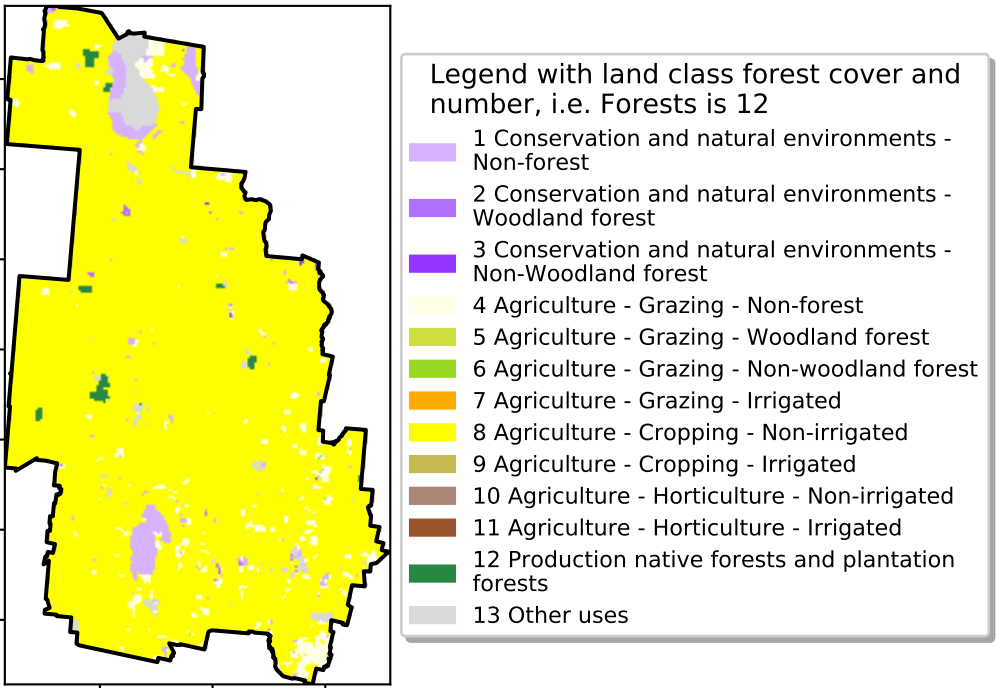 Legend with land class forest cover and
number, i.e. Forests is 12
1 Conservation and natural environments -
Non-forest
2 Conservation and natural environments -
Woodland forest
3 Conservation and natural environments -
Non-Woodland forest
4 Agriculture - Grazing - Non-forest
5 Agriculture - Grazing - Woodland forest
6 Agriculture - Grazing - Non-woodland forest
7 Agriculture - Grazing - Irrigated
8 Agriculture - Cropping - Non-irrigated
9 Agriculture - Cropping - Irrigated
10 Agriculture - Horticulture - Non-irrigated
11 Agriculture - Horticulture - Irrigated
12 Production native forests and plantation
forests
13 Other uses